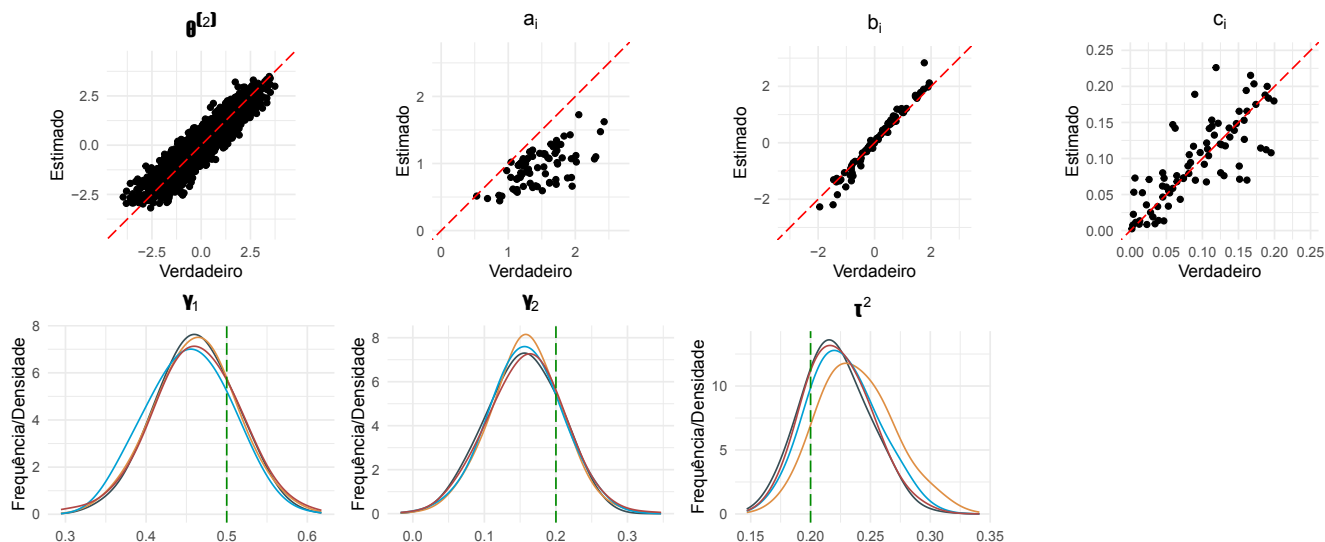 θ⁽²⁾
Estimado
2.5
0.0
−2.5
−2.5 0.0 2.5
Verdadeiro
aᵢ
Estimado
2
1
0
0 1 2
Verdadeiro
bᵢ
Estimado
2
0
−2
−2 0 2
Verdadeiro
cᵢ
Estimado
0.25
0.20
0.15
0.10
0.05
0.00
0.00 0.05 0.10 0.15 0.20 0.25
Verdadeiro
γ₁
Frequência/Densidade
8
6
4
2
0
0.3 0.4 0.5 0.6
γ₂
Frequência/Densidade
8
6
4
2
0
0.0 0.1 0.2 0.3
τ²
Frequência/Densidade
10
5
0
0.15 0.20 0.25 0.30 0.35